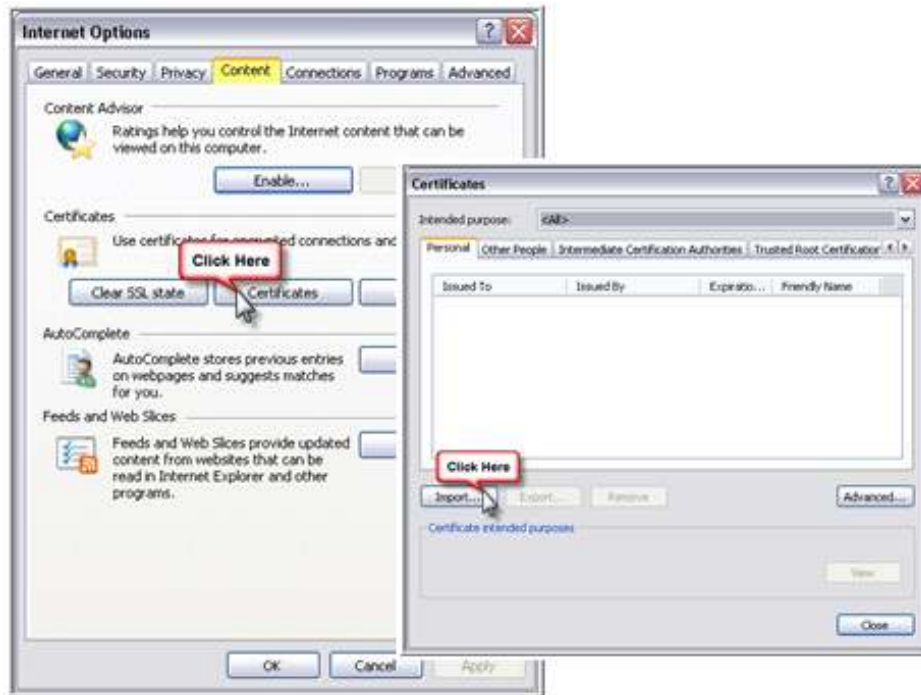 Internet Options
General Security Privacy Content Connections Programs Advanced
Content Advisor
Ratings help you control the Internet content that can be
viewed on this computer.
Enable...
Certificates
Use certificates for encrypted connections and
Click Here
Clear SSL state Certificates
AutoComplete
AutoComplete stores previous entries
on webpages and suggests matches
for you.
Feeds and Web Slices
Feeds and Web Slices provide updated
content from websites that can be
read in Internet Explorer and other
programs.
OK Cancel Apply
Certificates
Intended purpose: <All>
Personal Other People Intermediate Certification Authorities Trusted Root Certification
Issued To Issued By Expiratio... Friendly Name
Click Here
Import... Export... Remove Advanced...
Certificate intended purposes
View
Close